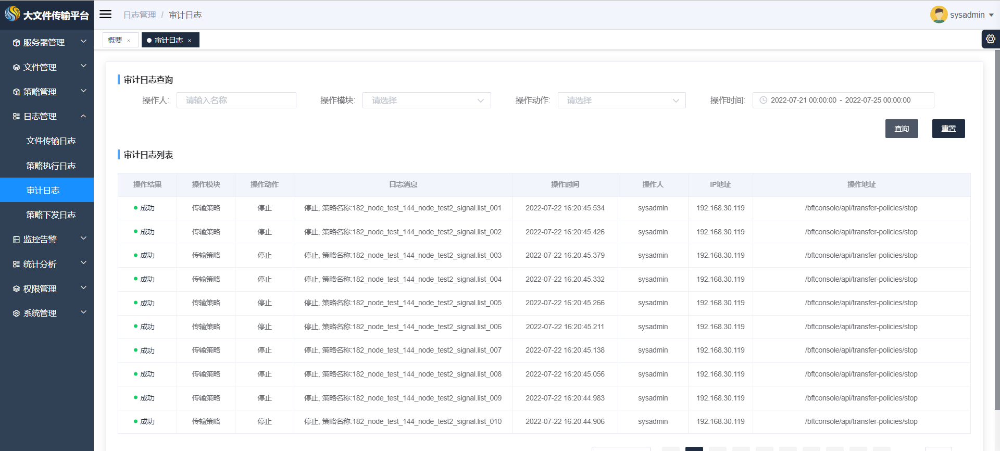 大文件传输平台
日志管理 / 审计日志
sysadmin
概要 ×
审计日志 ×
服务器管理
文件管理
策略管理
日志管理
文件传输日志
策略执行日志
审计日志
策略下发日志
监控告警
统计分析
权限管理
系统管理
审计日志查询
操作人: 请输入名称 操作模块: 请选择 操作动作: 请选择 操作时间: 2022-07-21 00:00:00 - 2022-07-25 00:00:00
查询 重置
审计日志列表
操作结果 操作模块 操作动作 日志消息 操作时间 操作人 IP地址 操作地址
成功 传输策略 停止 停止, 策略名称:182_node_test_144_node_test2_signal.list_001 2022-07-22 16:20:45.534 sysadmin 192.168.30.119 /bftconsole/api/transfer-policies/stop
成功 传输策略 停止 停止, 策略名称:182_node_test_144_node_test2_signal.list_002 2022-07-22 16:20:45.426 sysadmin 192.168.30.119 /bftconsole/api/transfer-policies/stop
成功 传输策略 停止 停止, 策略名称:182_node_test_144_node_test2_signal.list_003 2022-07-22 16:20:45.379 sysadmin 192.168.30.119 /bftconsole/api/transfer-policies/stop
成功 传输策略 停止 停止, 策略名称:182_node_test_144_node_test2_signal.list_004 2022-07-22 16:20:45.332 sysadmin 192.168.30.119 /bftconsole/api/transfer-policies/stop
成功 传输策略 停止 停止, 策略名称:182_node_test_144_node_test2_signal.list_005 2022-07-22 16:20:45.266 sysadmin 192.168.30.119 /bftconsole/api/transfer-policies/stop
成功 传输策略 停止 停止, 策略名称:182_node_test_144_node_test2_signal.list_006 2022-07-22 16:20:45.211 sysadmin 192.168.30.119 /bftconsole/api/transfer-policies/stop
成功 传输策略 停止 停止, 策略名称:182_node_test_144_node_test2_signal.list_007 2022-07-22 16:20:45.138 sysadmin 192.168.30.119 /bftconsole/api/transfer-policies/stop
成功 传输策略 停止 停止, 策略名称:182_node_test_144_node_test2_signal.list_008 2022-07-22 16:20:45.056 sysadmin 192.168.30.119 /bftconsole/api/transfer-policies/stop
成功 传输策略 停止 停止, 策略名称:182_node_test_144_node_test2_signal.list_009 2022-07-22 16:20:44.983 sysadmin 192.168.30.119 /bftconsole/api/transfer-policies/stop
成功 传输策略 停止 停止, 策略名称:182_node_test_144_node_test2_signal.list_010 2022-07-22 16:20:44.906 sysadmin 192.168.30.119 /bftconsole/api/transfer-policies/stop